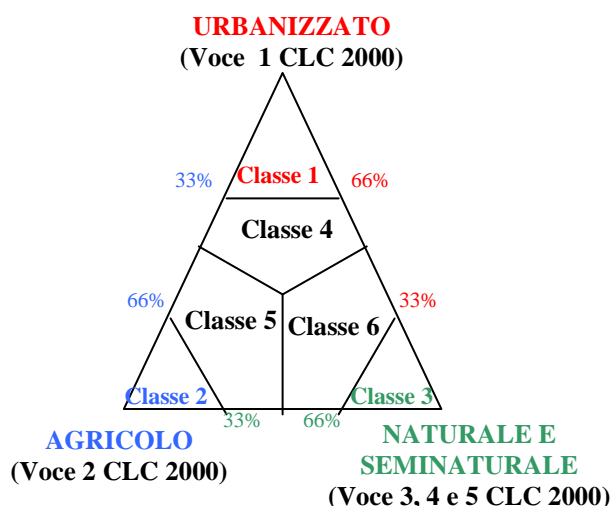 URBANIZZATO
(Voce 1 CLC 2000)
33%
Classe 1
66%
Classe 4
66%
33%
Classe 5
Classe 6
Classe 2
Classe 3
33%
66%
AGRICOLO
(Voce 2 CLC 2000)
NATURALE E
SEMINATURALE
(Voce 3, 4 e 5 CLC 2000)